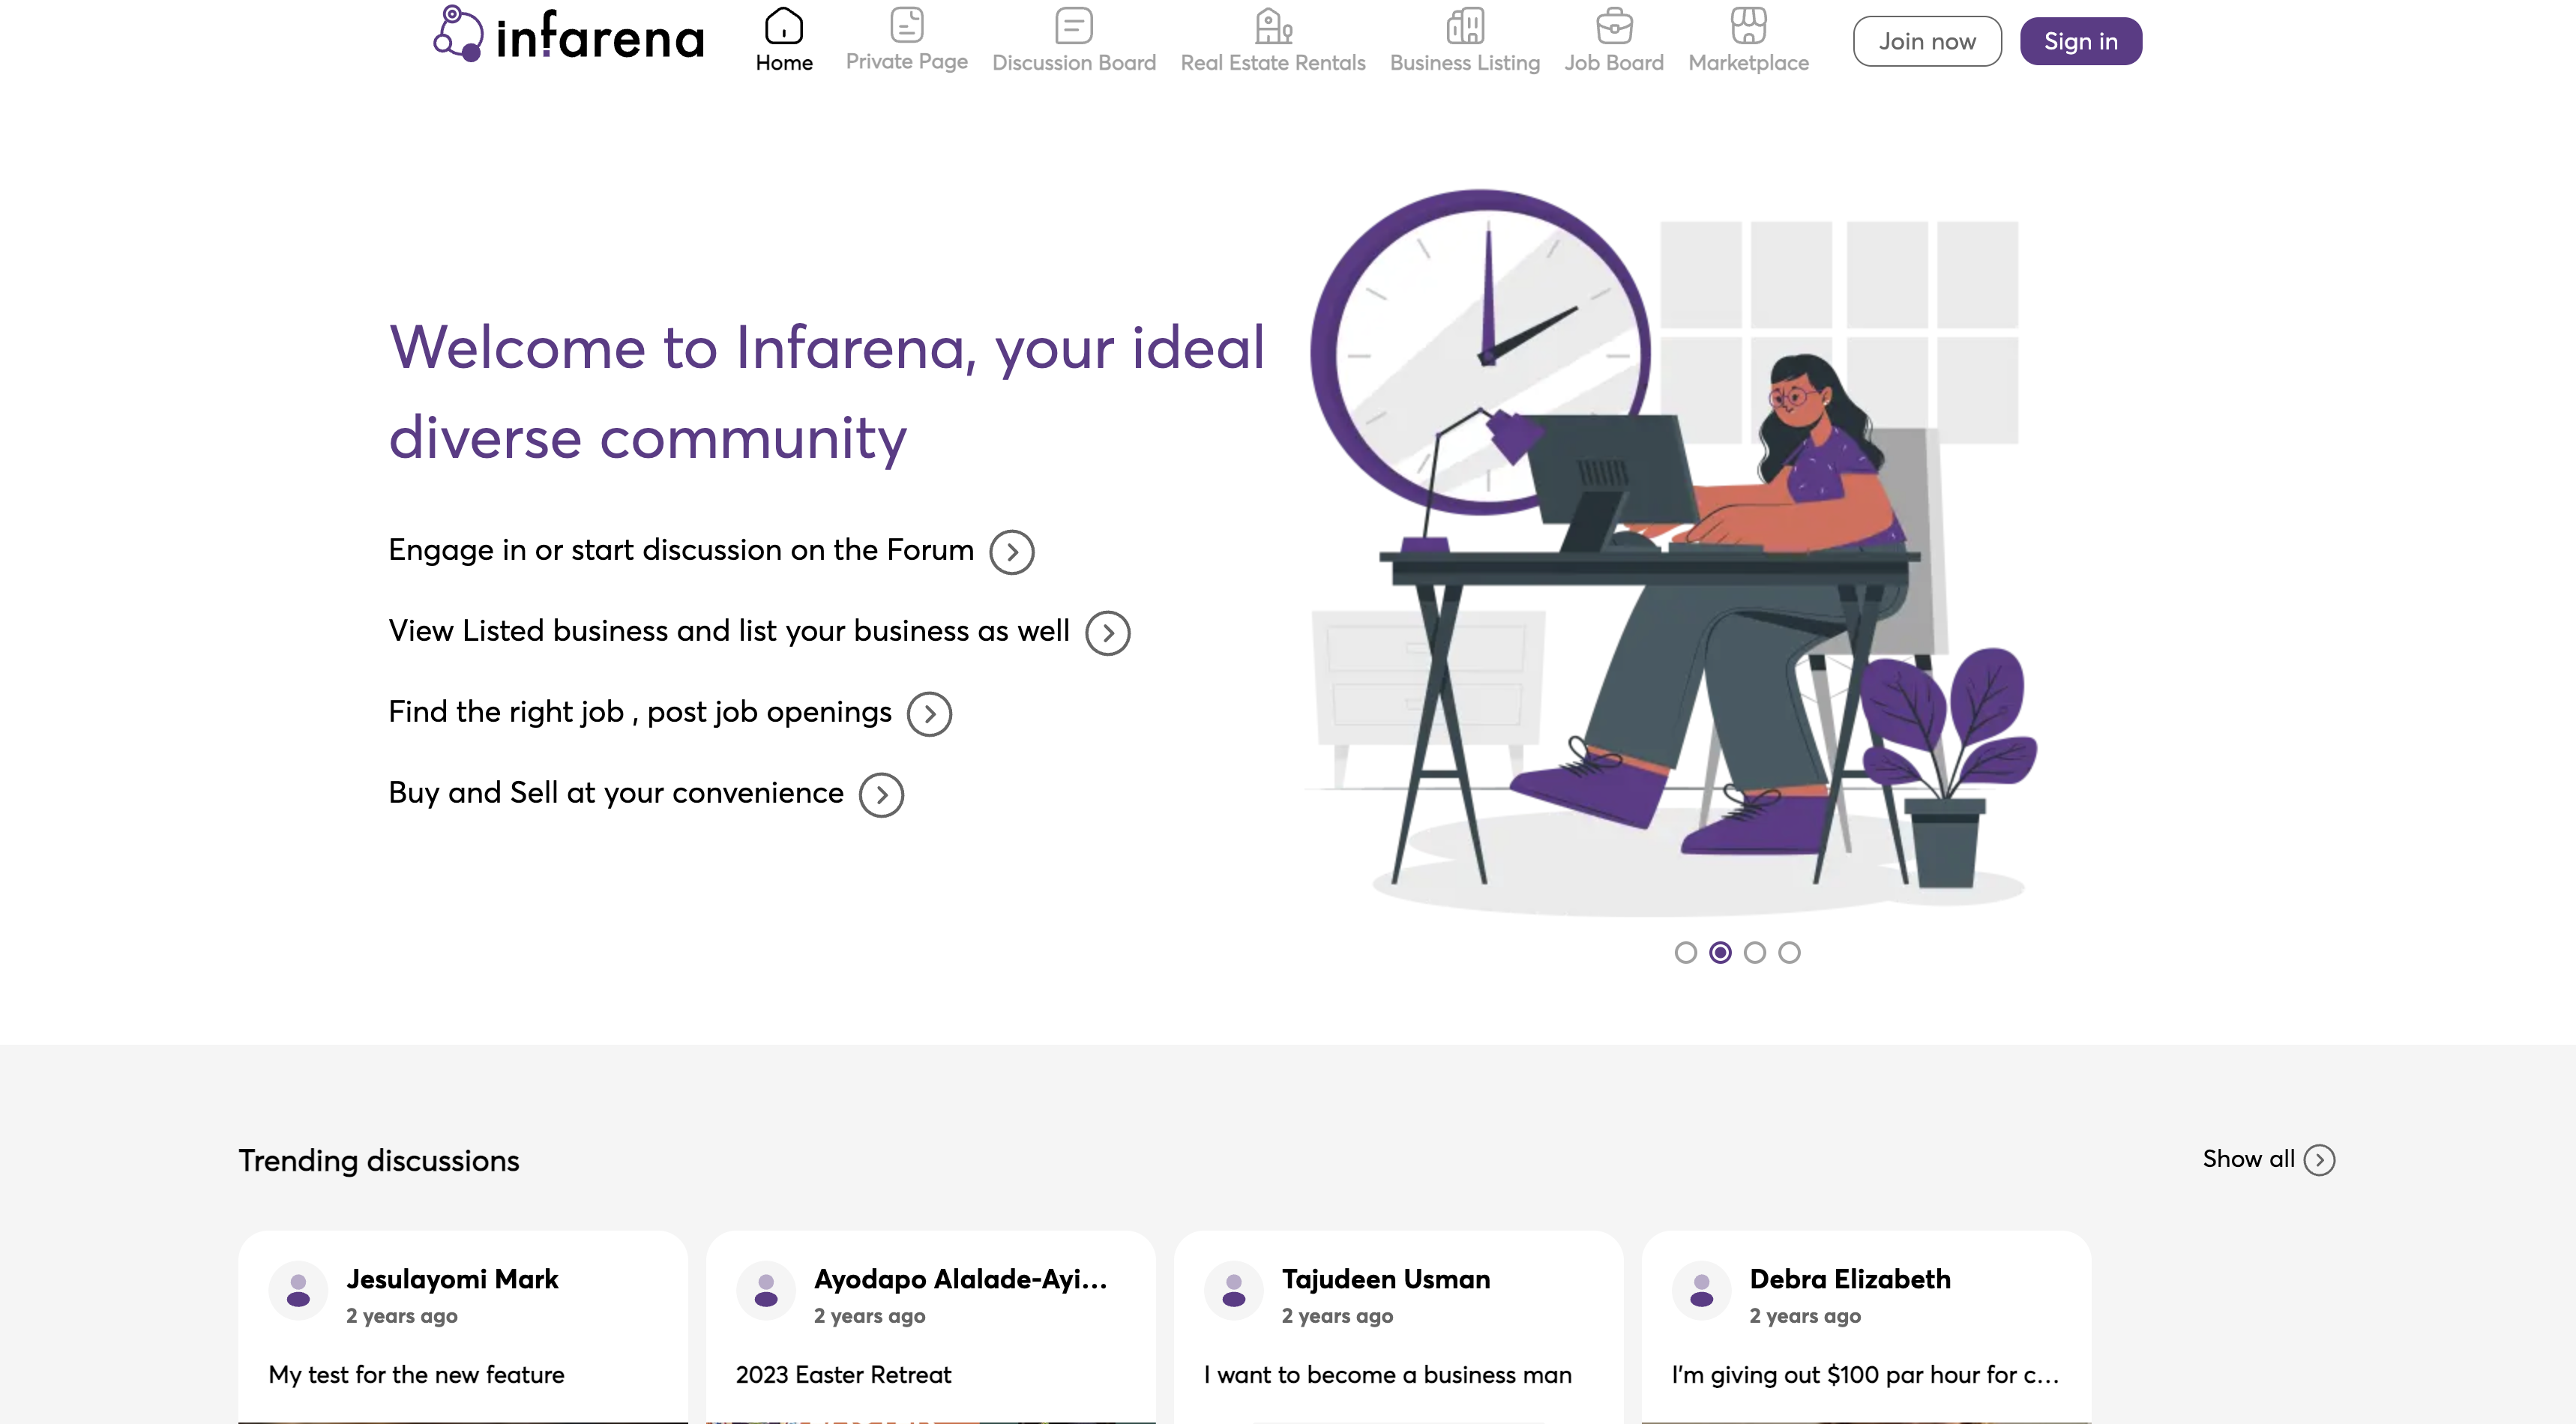 infarena
Home
Private Page
Discussion Board
Real Estate Rentals
Business Listing
Job Board
Marketplace
Join now
Sign in
Welcome to Infarena, your ideal
diverse community
Engage in or start discussion on the Forum
View Listed business and list your business as well
Find the right job , post job openings
Buy and Sell at your convenience
Trending discussions
Show all
Jesulayomi Mark
2 years ago
My test for the new feature
Ayodapo Alalade-Ayi...
2 years ago
2023 Easter Retreat
Tajudeen Usman
2 years ago
I want to become a business man
Debra Elizabeth
2 years ago
I'm giving out $100 par hour for c...